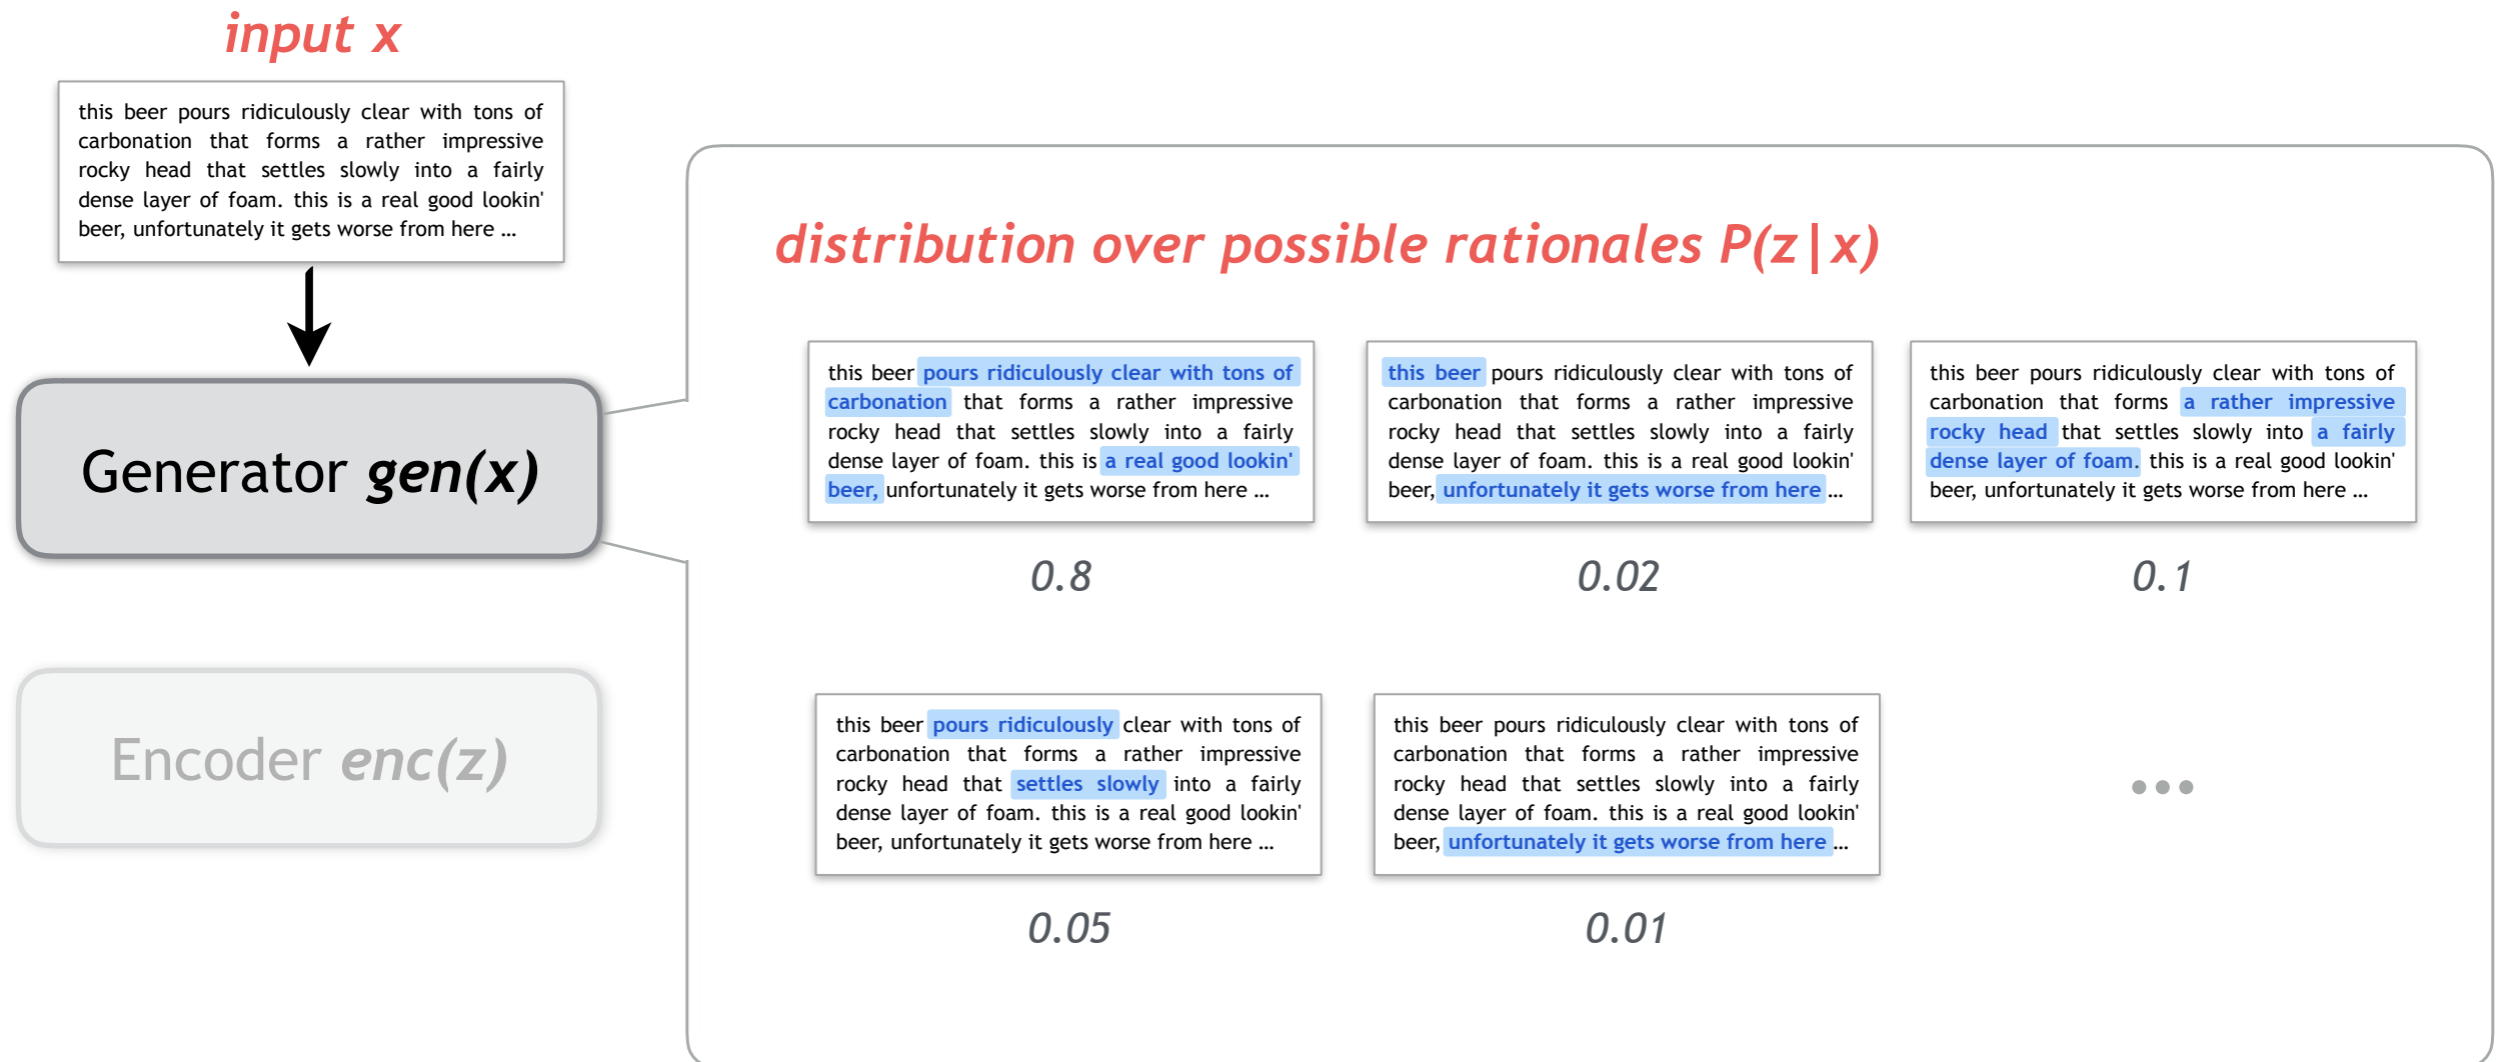 input x
this beer pours ridiculously clear with tons of
carbonation that forms a rather impressive
rocky head that settles slowly into a fairly
dense layer of foam. this is a real good lookin'
beer, unfortunately it gets worse from here ...
Generator gen(x)
Encoder enc(z)
distribution over possible rationales P(z|x)
this beer pours ridiculously clear with tons of
carbonation that forms a rather impressive
rocky head that settles slowly into a fairly
dense layer of foam. this is a real good lookin'
beer, unfortunately it gets worse from here ...
0.8
this beer pours ridiculously clear with tons of
carbonation that forms a rather impressive
rocky head that settles slowly into a fairly
dense layer of foam. this is a real good lookin'
beer, unfortunately it gets worse from here ...
0.02
this beer pours ridiculously clear with tons of
carbonation that forms a rather impressive
rocky head that settles slowly into a fairly
dense layer of foam. this is a real good lookin'
beer, unfortunately it gets worse from here ...
0.1
this beer pours ridiculously clear with tons of
carbonation that forms a rather impressive
rocky head that settles slowly into a fairly
dense layer of foam. this is a real good lookin'
beer, unfortunately it gets worse from here ...
0.05
this beer pours ridiculously clear with tons of
carbonation that forms a rather impressive
rocky head that settles slowly into a fairly
dense layer of foam. this is a real good lookin'
beer, unfortunately it gets worse from here ...
0.01
...